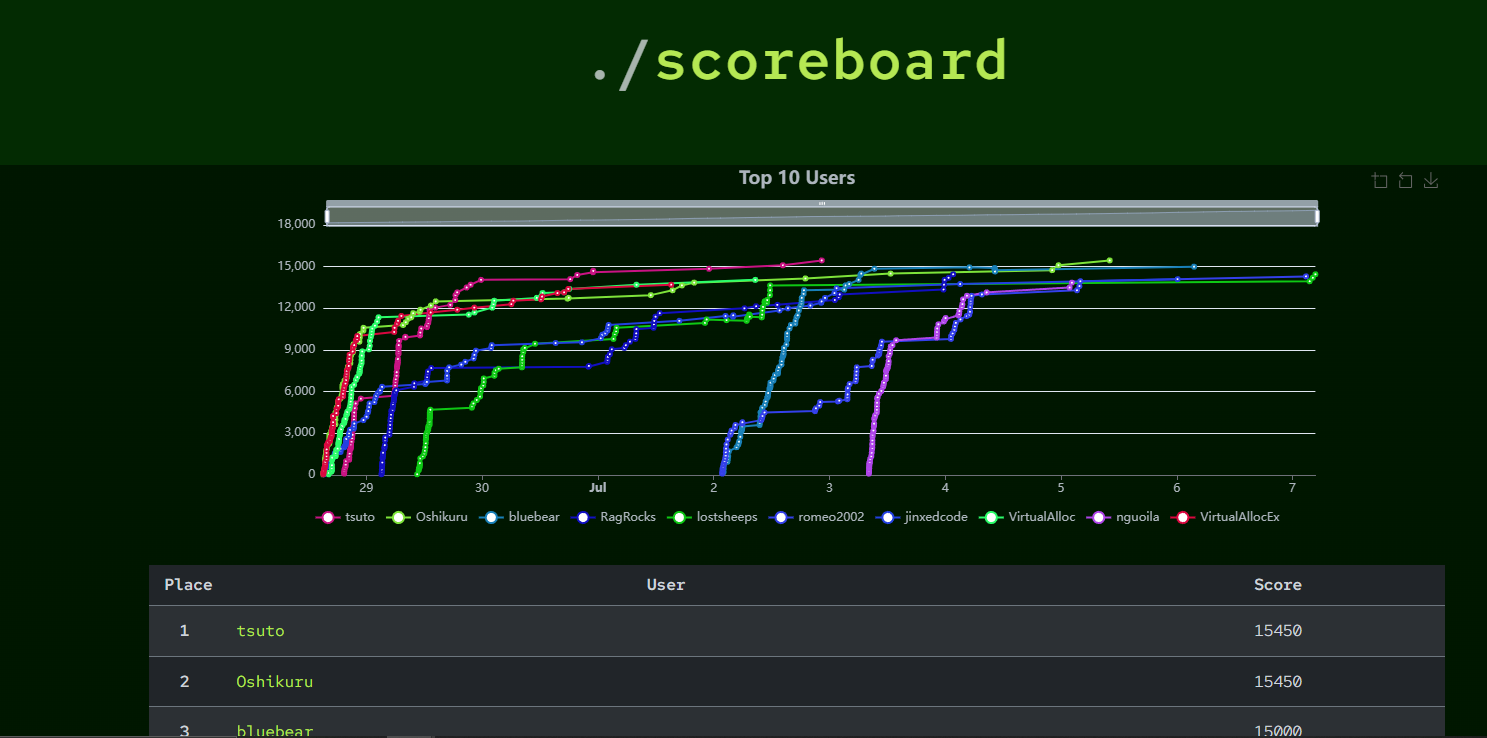 ./scoreboard
Top 10 Users
18,000
15,000
12,000
9,000
6,000
3,000
0
29 30 Jul 2 3 4 5 6 7
tsuto Oshikuru bluebear RagRocks lostsheeps romeo2002 jinxedcode VirtualAlloc nguoila VirtualAllocEx
Place User Score
1 tsuto 15450
2 Oshikuru 15450
3 bluebear 15000